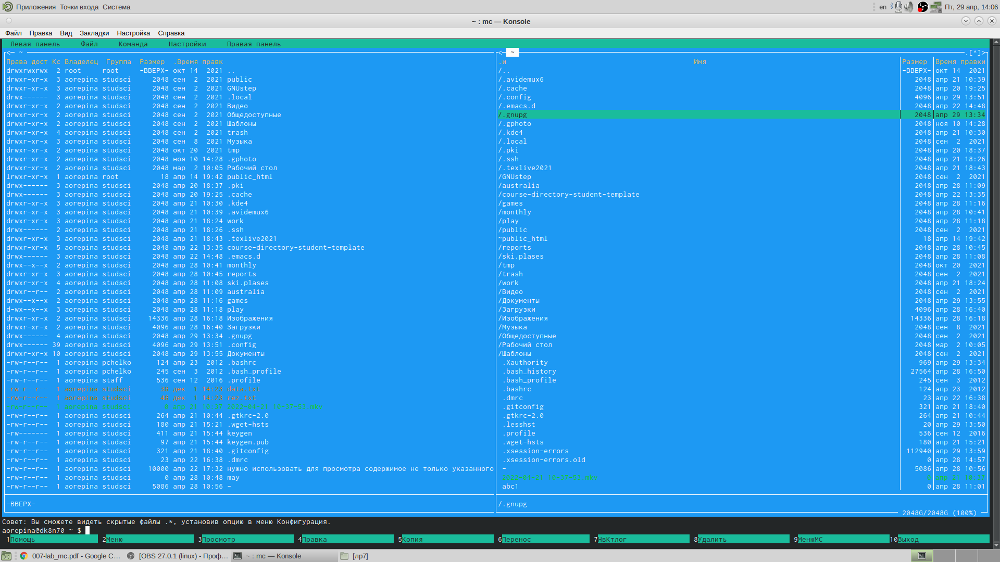 Приложения Точки входа Система
en Пт, 29 апр, 14:06
~ : mc — Konsole
Файл Правка Вид Закладки Настройка Справка
Левая панель Файл Команда Настройки Правая панель
<— ~
Права дост Кс Владелец Группа Размер .Время правк
drwxrwxrwx 2 root root -ВВЕРХ- окт 14 2021 ..
drwxr-xr-x 3 aorepina studsci 2048 сен 2 2021 public
drwxr-xr-x 3 aorepina studsci 2048 сен 2 2021 GNUstep
drwx------ 3 aorepina studsci 2048 сен 2 2021 .local
drwxr-xr-x 2 aorepina studsci 2048 сен 2 2021 Видео
drwxr-xr-x 2 aorepina studsci 2048 сен 2 2021 Общедоступные
drwxr-xr-x 2 aorepina studsci 2048 сен 2 2021 Шаблоны
drwxr-xr-x 4 aorepina studsci 2048 сен 2 2021 trash
drwxr-xr-x 3 aorepina studsci 2048 сен 8 2021 Музыка
drwxr-xr-x 2 aorepina studsci 2048 окт 20 2021 tmp
drwxr-xr-x 2 aorepina studsci 2048 ноя 10 14:28 .gphoto
drwxr-xr-x 2 aorepina studsci 2048 мар 2 10:05 Рабочий стол
lrwxr-xr-x 1 aorepina root 18 апр 14 19:42 public_html
drwx------ 3 aorepina studsci 2048 апр 20 18:37 .pki
drwx------ 3 aorepina studsci 2048 апр 20 19:25 .cache
drwxr-xr-x 3 aorepina studsci 2048 апр 21 10:30 .kde4
drwxr-xr-x 3 aorepina studsci 2048 апр 21 10:39 .avidemux6
drwxr-xr-x 3 aorepina studsci 2048 апр 21 18:24 work
drwx------ 2 aorepina studsci 2048 апр 21 18:26 .ssh
drwxr-xr-x 3 aorepina studsci 2048 апр 21 18:43 .texlive2021
drwxr-xr-x 5 aorepina studsci 2048 апр 22 13:35 course-directory-student-template
drwx------ 3 aorepina studsci 2048 апр 22 14:48 .emacs.d
drwx--x--x 2 aorepina studsci 2048 апр 28 10:41 monthly
drwxr-xr-x 3 aorepina studsci 2048 апр 28 10:45 reports
drwxr-xr-x 4 aorepina studsci 2048 апр 28 11:08 ski.plases
drwxr--r-- 2 aorepina studsci 2048 апр 28 11:09 australia
drwx--x--x 2 aorepina studsci 2048 апр 28 11:16 games
d-wx--x--x 3 aorepina studsci 2048 апр 28 11:18 play
drwxr-xr-x 2 aorepina studsci 14336 апр 28 16:18 Изображения
drwxr-xr-x 2 aorepina studsci 4096 апр 28 16:40 Загрузки
drwx------ 4 aorepina studsci 2048 апр 29 13:34 .gnupg
drwx------ 39 aorepina studsci 4096 апр 29 13:51 .config
drwxr-xr-x 10 aorepina studsci 2048 апр 29 13:55 Документы
-rw-r--r-- 1 aorepina pchelko 124 апр 23 2012 .bashrc
-rw-r--r-- 1 aorepina pchelko 245 сен 3 2012 .bash_profile
-rw-r--r-- 1 aorepina staff 536 сен 12 2016 .profile
-rw-r--r-- 1 aorepina studsci 38 дек 1 14:23 data.txt
-rw-r--r-- 1 aorepina studsci 48 дек 1 14:23 rez.txt
-rw-r--r-- 1 aorepina studsci 0 апр 21
-rw-r--r-- 1 aorepina studsci 264 апр 21 10:44 .gtkrc-2.0
-rw-r--r-- 1 aorepina studsci 180 апр 21 15:21 .wget-hsts
-rw------- 1 aorepina studsci 411 апр 21 15:44 keygen
-rw-r--r-- 1 aorepina studsci 97 апр 21 15:44 keygen.pub
-rw-r--r-- 1 aorepina studsci 321 апр 21 18:40 .gitconfig
-rw-r--r-- 1 aorepina studsci 23 апр 22 16:38 .dmrc
-rw-r--r-- 1 aorepina studsci 10000 апр 22 17:32 нужно использовать для просмотра содержимое не только указанного
-rw-r--r-- 1 aorepina studsci 0 апр 28 10:48 may
-rw-r--r-- 1 aorepina studsci 5086 апр 28 10:56 -
-ВВЕРХ-
<— ~ .[^]>
.и Имя Размер Время правки
/.. -ВВЕРХ- окт 14 2021
/.avidemux6 2048 апр 21 10:39
/.cache 2048 апр 20 19:25
/.config 4096 апр 29 13:51
/.emacs.d 2048 апр 22 14:48
/.gnupg 2048 апр 29 13:34
/.gphoto 2048 ноя 10 14:28
/.kde4 2048 апр 21 10:30
/.local 2048 сен 2 2021
/.pki 2048 апр 20 18:37
/.ssh 2048 апр 21 18:26
/.texlive2021 2048 апр 21 18:43
/GNUstep 2048 сен 2 2021
/australia 2048 апр 28 11:09
/course-directory-student-template 2048 апр 22 13:35
/games 2048 апр 28 11:16
/monthly 2048 апр 28 10:41
/play 2048 апр 28 11:18
/public 2048 сен 2 2021
~public_html 18 апр 14 19:42
/reports 2048 апр 28 10:45
/ski.plases 2048 апр 28 11:08
/tmp 2048 окт 20 2021
/trash 2048 сен 2 2021
/work 2048 апр 21 18:24
/Видео 2048 сен 2 2021
/Документы 2048 апр 29 13:55
/Загрузки 4096 апр 28 16:40
/Изображения 14336 апр 28 16:18
/Музыка 2048 сен 8 2021
/Общедоступные 2048 сен 2 2021
/Рабочий стол 2048 мар 2 10:05
/Шаблоны 2048 сен 2 2021
.Xauthority 969 апр 29 13:34
.bash_history 27564 апр 28 16:50
.bash_profile 245 сен 3 2012
.bashrc 124 апр 23 2012
.dmrc 23 апр 22 16:38
.gitconfig 321 апр 21 18:40
.gtkrc-2.0 264 апр 21 10:44
.lesshst 20 апр 29 13:50
.profile 536 сен 12 2016
.wget-hsts 180 апр 21 15:21
.xsession-errors 112940 апр 29 13:59
.xsession-errors.old 0 апр 28 14:57
- 5086 апр 28 10:56
0 апр 21
abc1 0 апр 28 11:01
/.gnupg
2048G/2048G (100%)
Совет: Вы сможете видеть скрытые файлы .*, установив опцию в меню Конфигурация.
aorepina@dk8n70 ~ $
1Помощь 2Меню 3Просмотр 4Правка 5Копия 6Перенос 7НвКтлог 8Удалить 9МенюMC 10Выход
007-lab_mc.pdf - Google C... [OBS 27.0.1 (linux) - Проф... ~ : mc — Konsole [лр7]